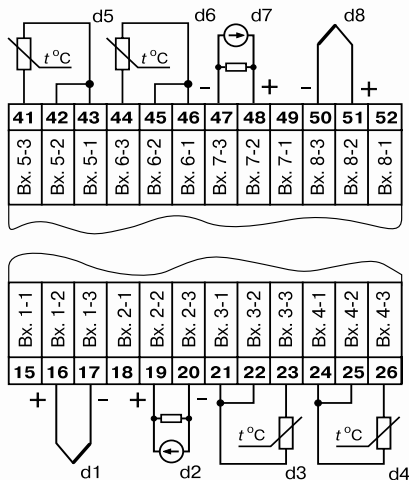 d5 d6 d7 d8
t°C t°C
– + – +
41 42 43 44 45 46 47 48 49 50 51 52
Вх. 5-3 Вх. 5-2 Вх. 5-1 Вх. 6-3 Вх. 6-2 Вх. 6-1 Вх. 7-3 Вх. 7-2 Вх. 7-1 Вх. 8-3 Вх. 8-2 Вх. 8-1
Вх. 1-1 Вх. 1-2 Вх. 1-3 Вх. 2-1 Вх. 2-2 Вх. 2-3 Вх. 3-1 Вх. 3-2 Вх. 3-3 Вх. 4-1 Вх. 4-2 Вх. 4-3
15 16 17 18 19 20 21 22 23 24 25 26
+ – + –
t°C t°C
d1 d2 d3 d4